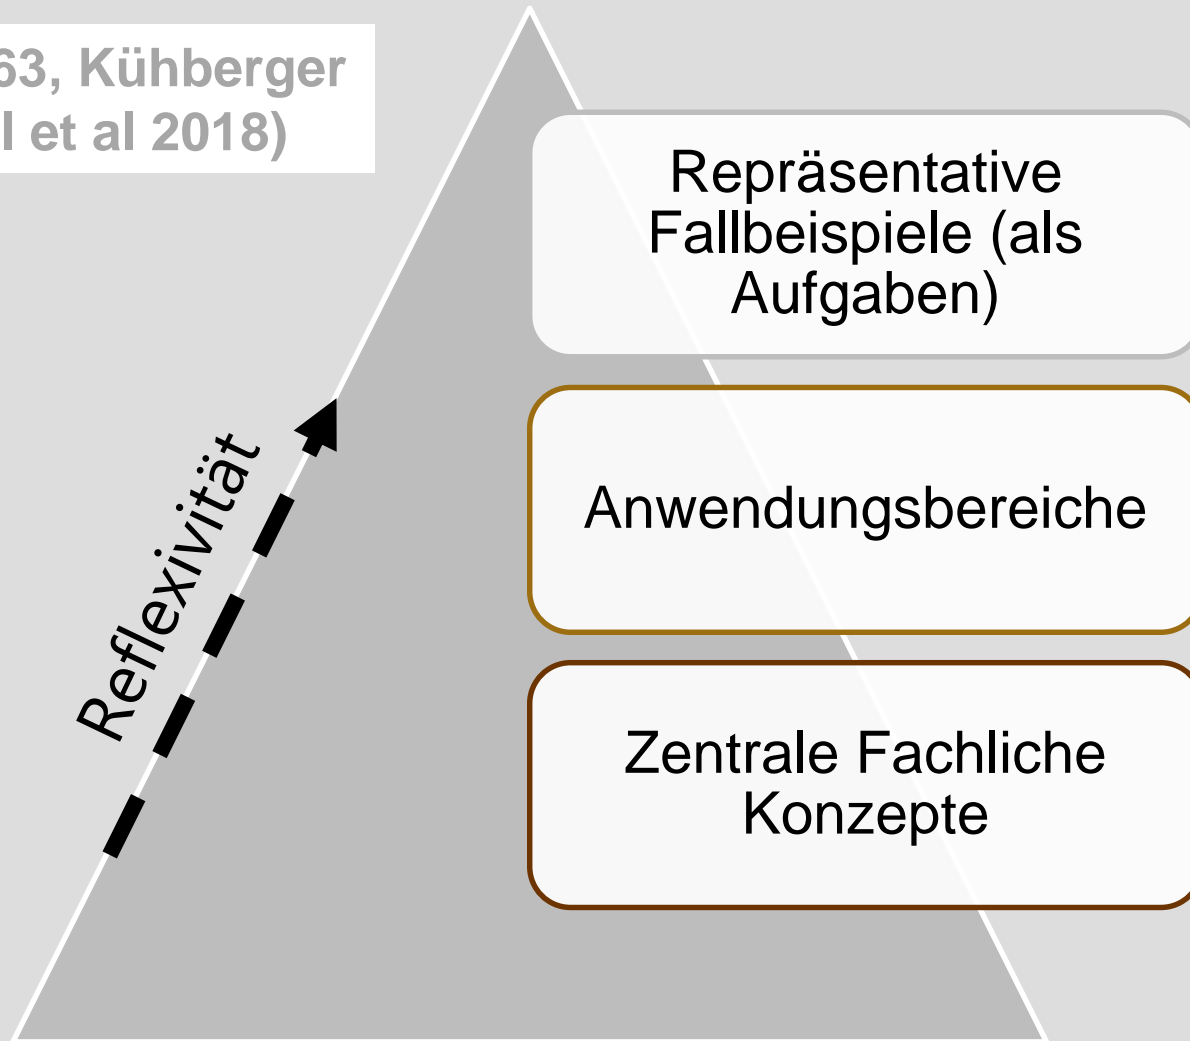 63, Kühberger
l et al 2018)
Repräsentative
Fallbeispiele (als
Aufgaben)
Reflexivität
Anwendungsbereiche
Zentrale Fachliche
Konzepte